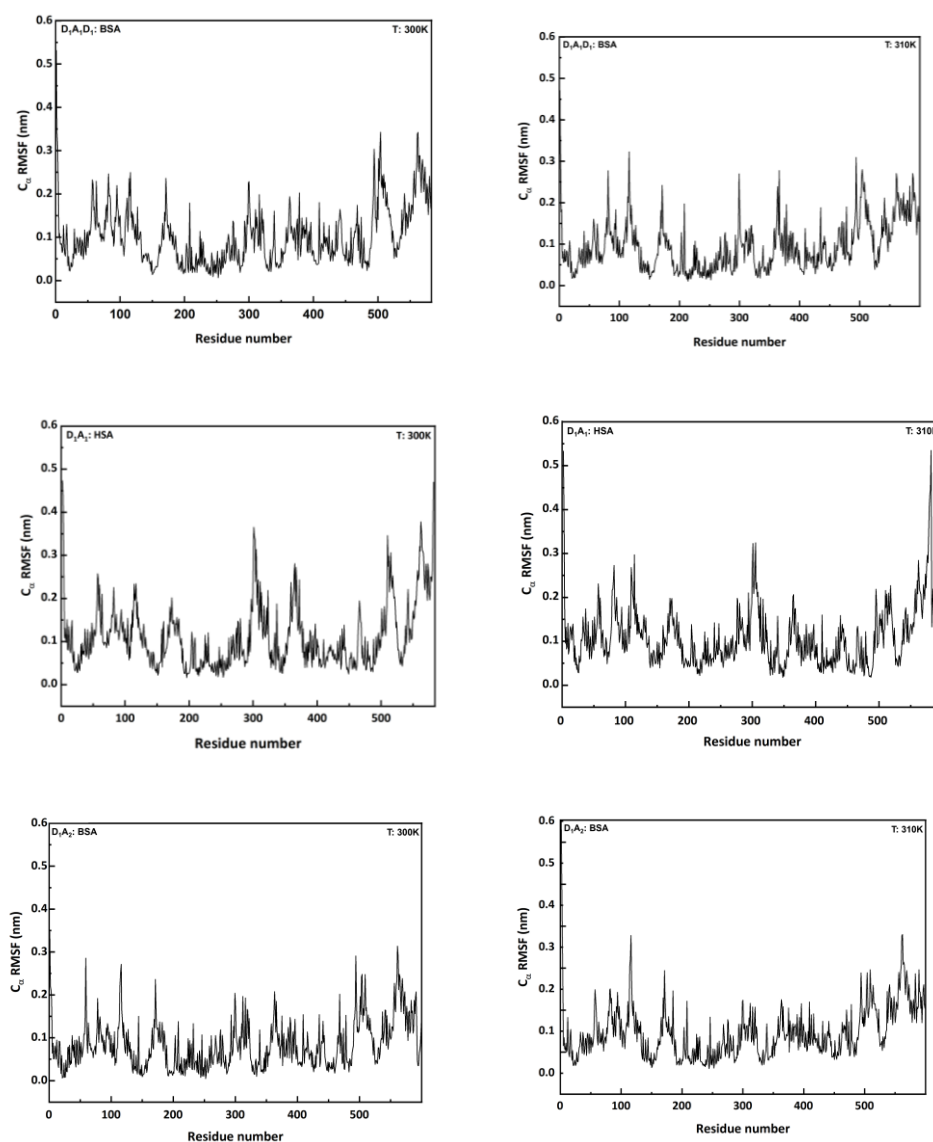 D₁A₁D₁: BSA T: 300K
0.6
0.5
0.4
0.3
0.2
0.1
0.0
Cα RMSF (nm)
0 100 200 300 400 500
Residue number
D₁A₁D₁: BSA T: 310K
0.6
0.5
0.4
0.3
0.2
0.1
0.0
Cα RMSF (nm)
0 100 200 300 400 500
Residue number
D₁A₁: HSA T: 300K
0.6
0.5
0.4
0.3
0.2
0.1
0.0
Cα RMSF (nm)
0 100 200 300 400 500
Residue number
D₁A₁: HSA T: 310K
0.6
0.5
0.4
0.3
0.2
0.1
0.0
Cα RMSF (nm)
0 100 200 300 400 500
Residue number
D₁A₂: BSA T: 300K
0.6
0.5
0.4
0.3
0.2
0.1
0.0
Cα RMSF (nm)
0 100 200 300 400 500
Residue number
D₁A₂: BSA T: 310K
0.6
0.5
0.4
0.3
0.2
0.1
0.0
Cα RMSF (nm)
0 100 200 300 400 500
Residue number